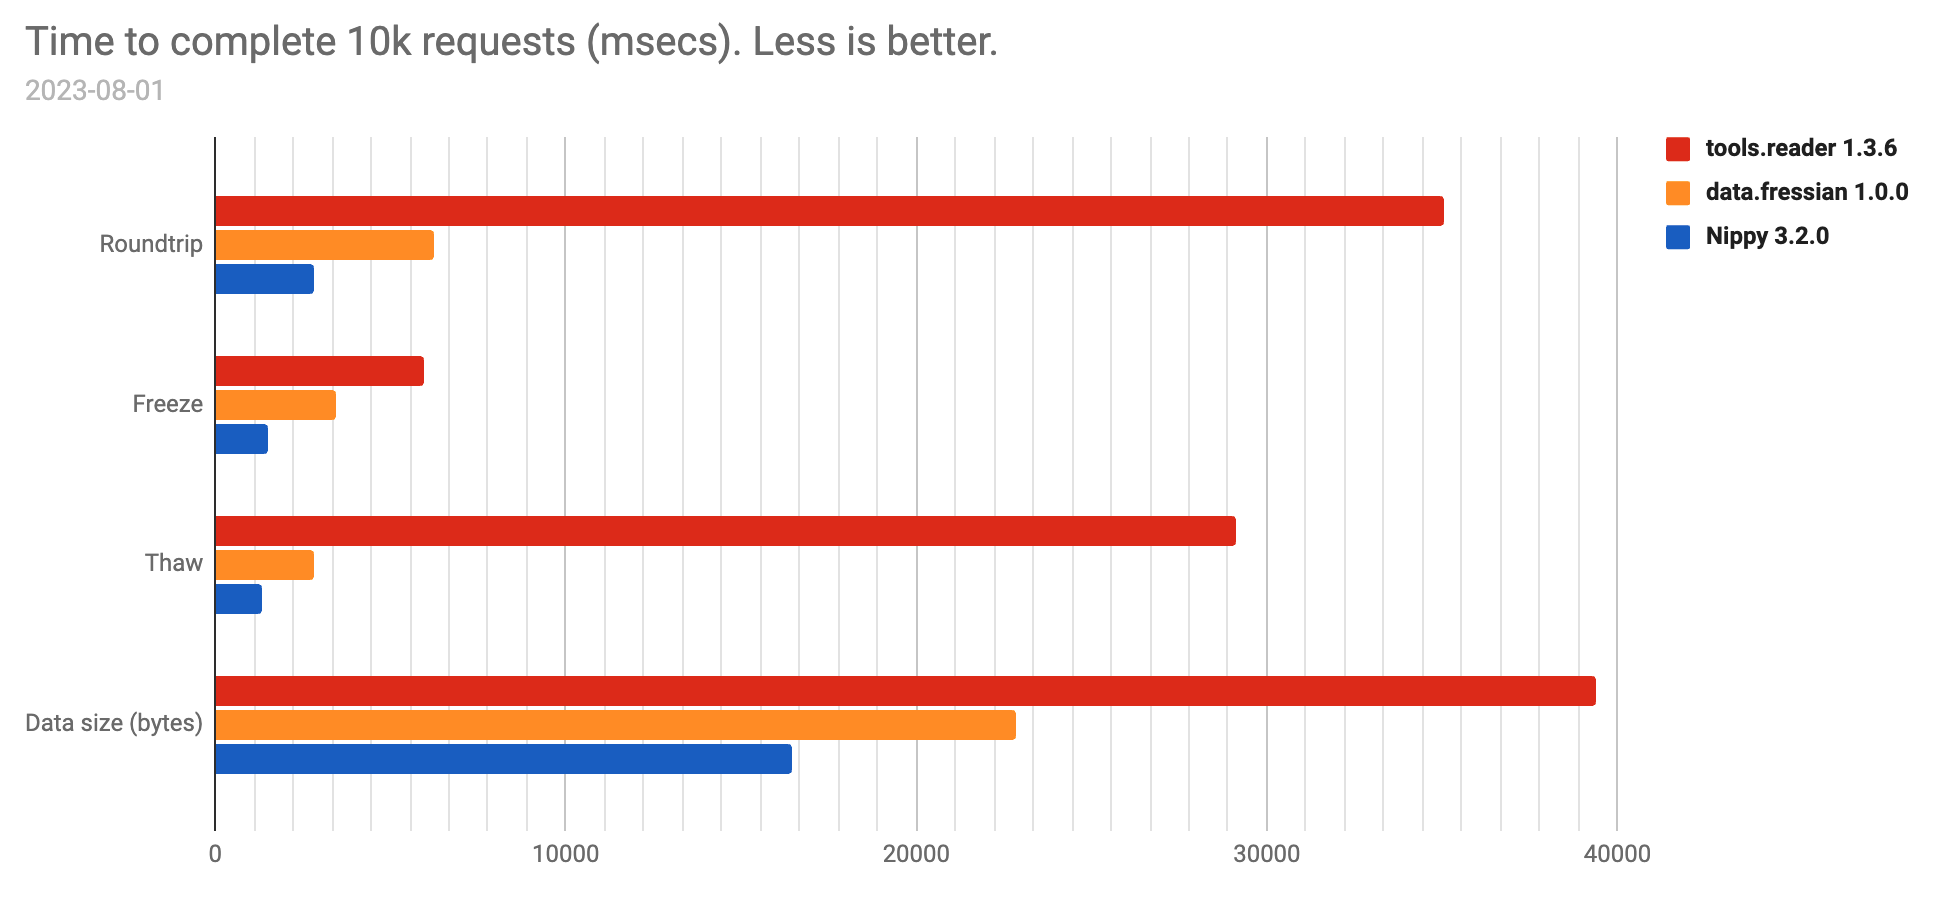 Time to complete 10k requests (msecs). Less is better.
2023-08-01
tools.reader 1.3.6
data.fressian 1.0.0
Nippy 3.2.0
Roundtrip
Freeze
Thaw
Data size (bytes)
0
10000
20000
30000
40000